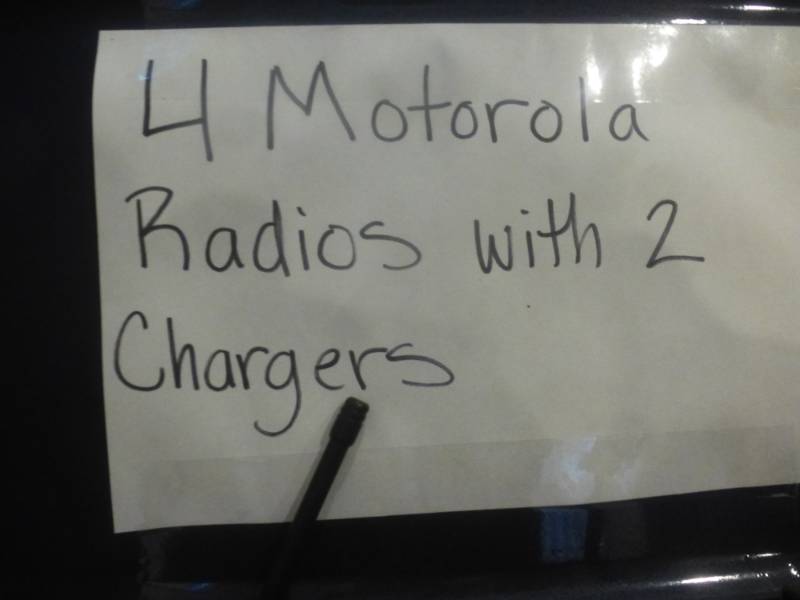 4 Motorola
Radios with 2
Chargers